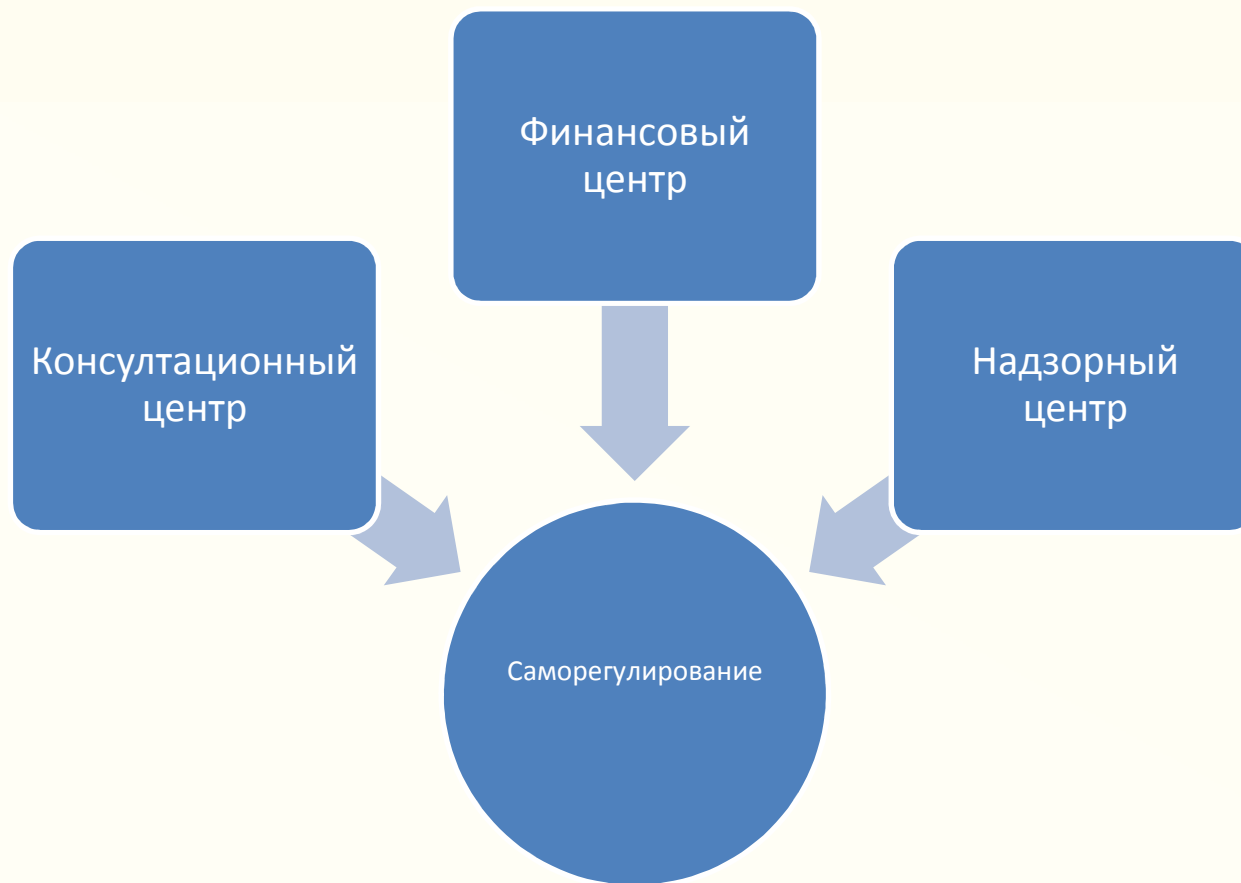 Финансовый
центр
Консултационный
центр
Надзорный
центр
Саморегулирование